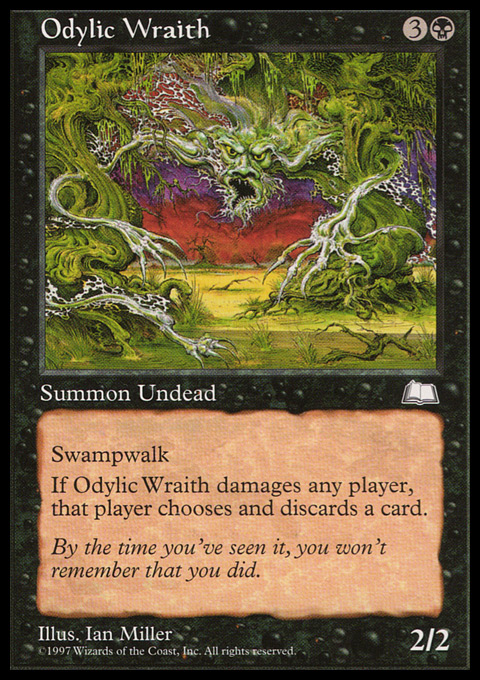 Odylic Wraith 3
Summon Undead
Swampwalk
If Odylic Wraith damages any player,
that player chooses and discards a card.
By the time you've seen it, you won't
remember that you did.
Illus. Ian Miller
©1997 Wizards of the Coast, Inc. All rights reserved.
2/2